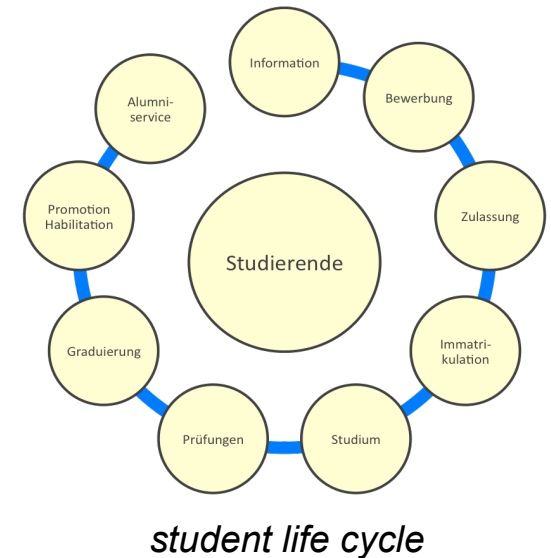 Information
Bewerbung
Zulassung
Immatri-
kulation
Studium
Prüfungen
Graduierung
Promotion
Habilitation
Alumni-
service
Studierende
student life cycle